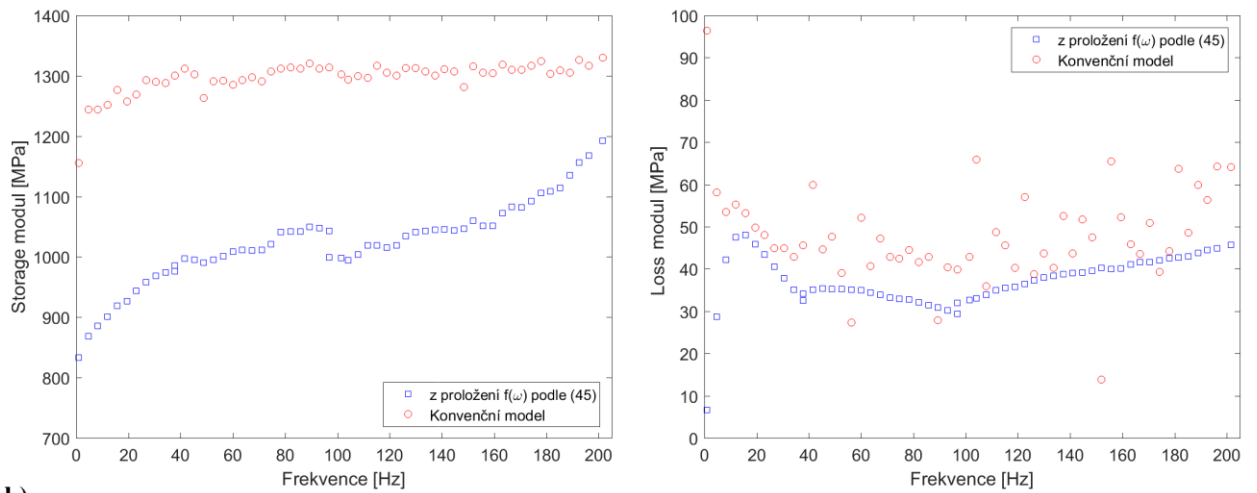 1400
1300
1200
1100
1000
900
800
700
Storage modul [MPa]
0 20 40 60 80 100 120 140 160 180 200
Frekvence [Hz]
z proložení f(ω) podle (45)
Konvenční model
100
90
80
70
60
50
40
30
20
10
0
Loss modul [MPa]
0 20 40 60 80 100 120 140 160 180 200
Frekvence [Hz]
z proložení f(ω) podle (45)
Konvenční model